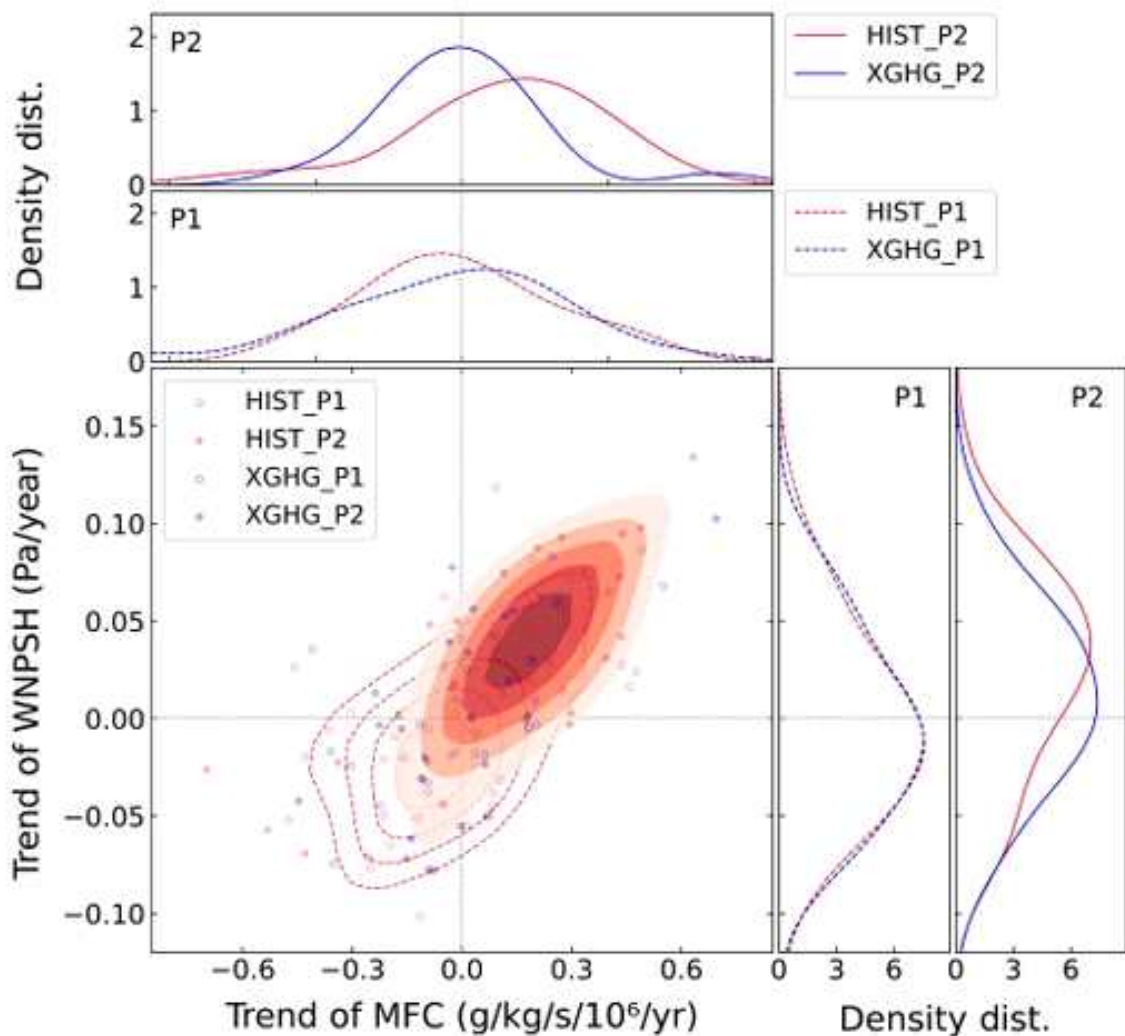 P2
2
1
0
HIST_P2
XGHG_P2
P1
2
1
0
HIST_P1
XGHG_P1
Density dist.
HIST_P1
HIST_P2
XGHG_P1
XGHG_P2
0.15
0.10
0.05
0.00
−0.05
−0.10
Trend of WNPSH (Pa/year)
P1
P2
−0.6
−0.3
0.0
0.3
0.6
0
3
6
0
3
6
Trend of MFC (g/kg/s/10⁶/yr)
Density dist.